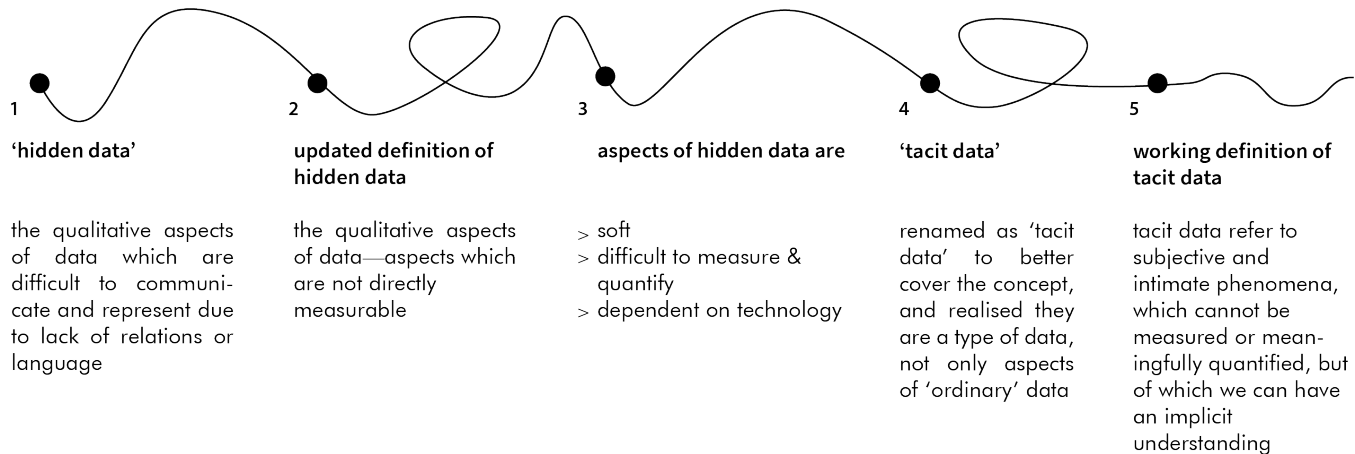 1
‘hidden data’
the qualitative aspects
of data which are
difficult to communi-
cate and represent due
to lack of relations or
language
2
updated definition of
hidden data
the qualitative aspects
of data—aspects which
are not directly
measurable
3
aspects of hidden data are
> soft
> difficult to measure &
quantify
> dependent on technology
4
‘tacit data’
renamed as ‘tacit
data’ to better
cover the concept,
and realised they
are a type of data,
not only aspects
of ‘ordinary’ data
5
working definition of
tacit data
tacit data refer to
subjective and
intimate phenomena,
which cannot be
measured or mean-
ingfully quantified, but
of which we can have
an implicit
understanding